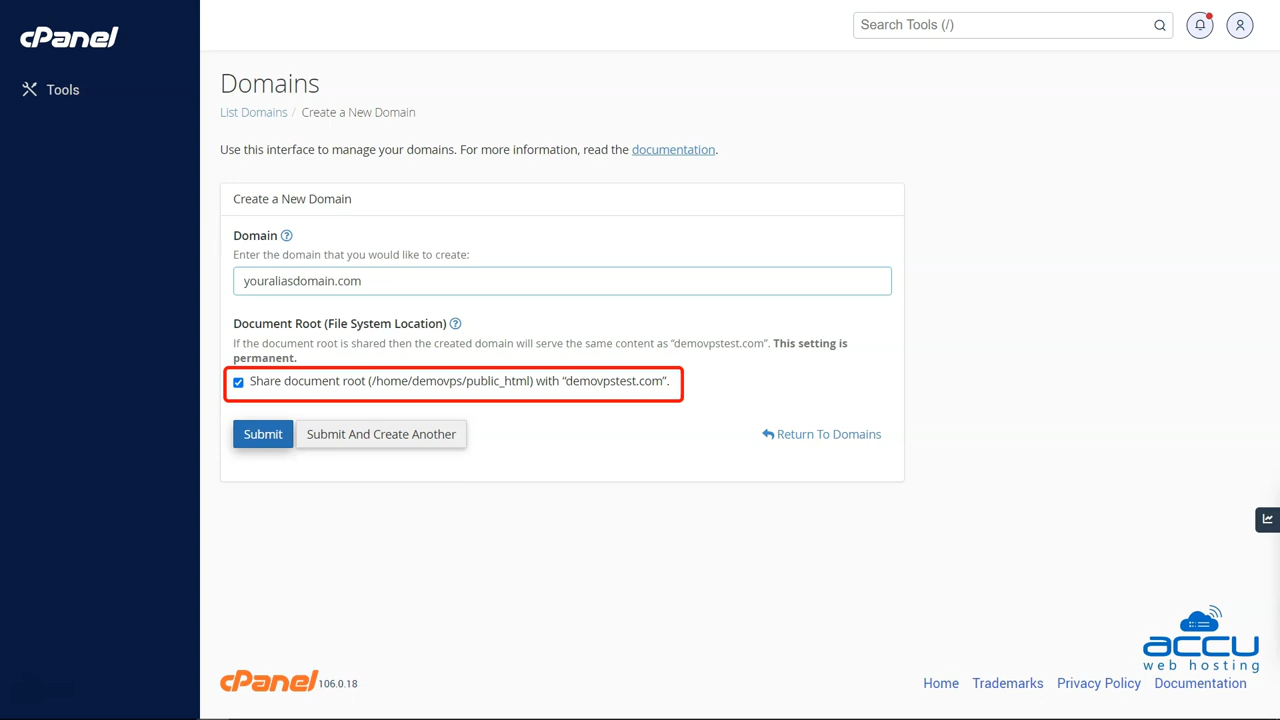 cPanel
Search Tools (/)
Tools
Domains
List Domains / Create a New Domain
Use this interface to manage your domains. For more information, read the documentation.
Create a New Domain
Domain
Enter the domain that you would like to create:
youraliasdomain.com
Document Root (File System Location)
If the document root is shared then the created domain will serve the same content as “demovpstest.com”. This setting is
permanent.
Share document root (/home/demovps/public_html) with “demovpstest.com”.
Submit
Submit And Create Another
Return To Domains
accu
web hosting
cPanel 106.0.18
Home
Trademarks
Privacy Policy
Documentation